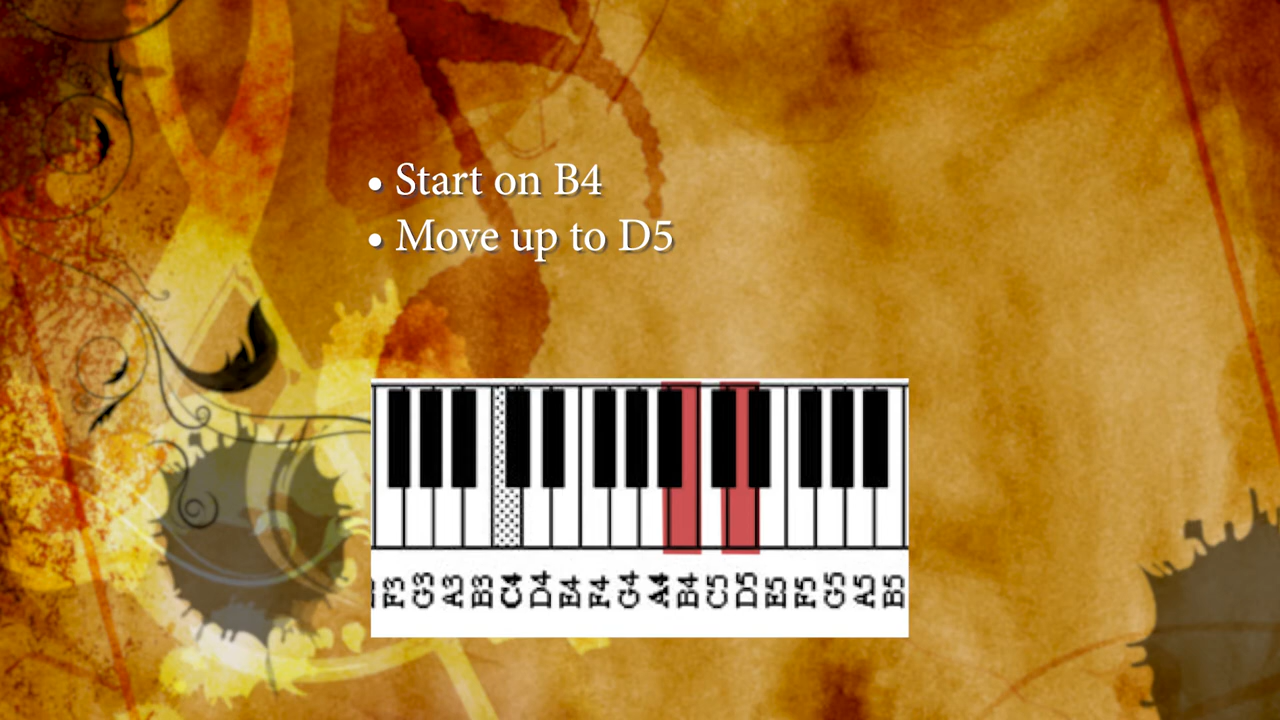 • Start on B4
• Move up to D5
F3 G3 A3 B3 C4 D4 E4 F4 G4 A4 B4 C5 D5 E5 F5 G5 A5 B5